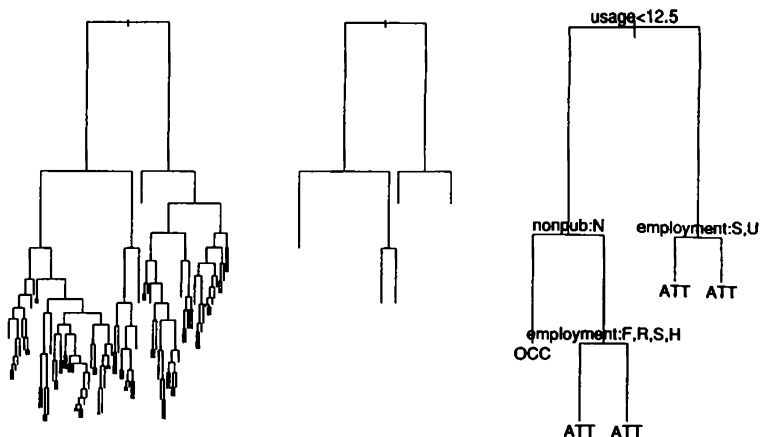 usage<12.5
nonpub:N
employment:S,U
ATT
ATT
employment:F,R,S,H
OCC
ATT
ATT